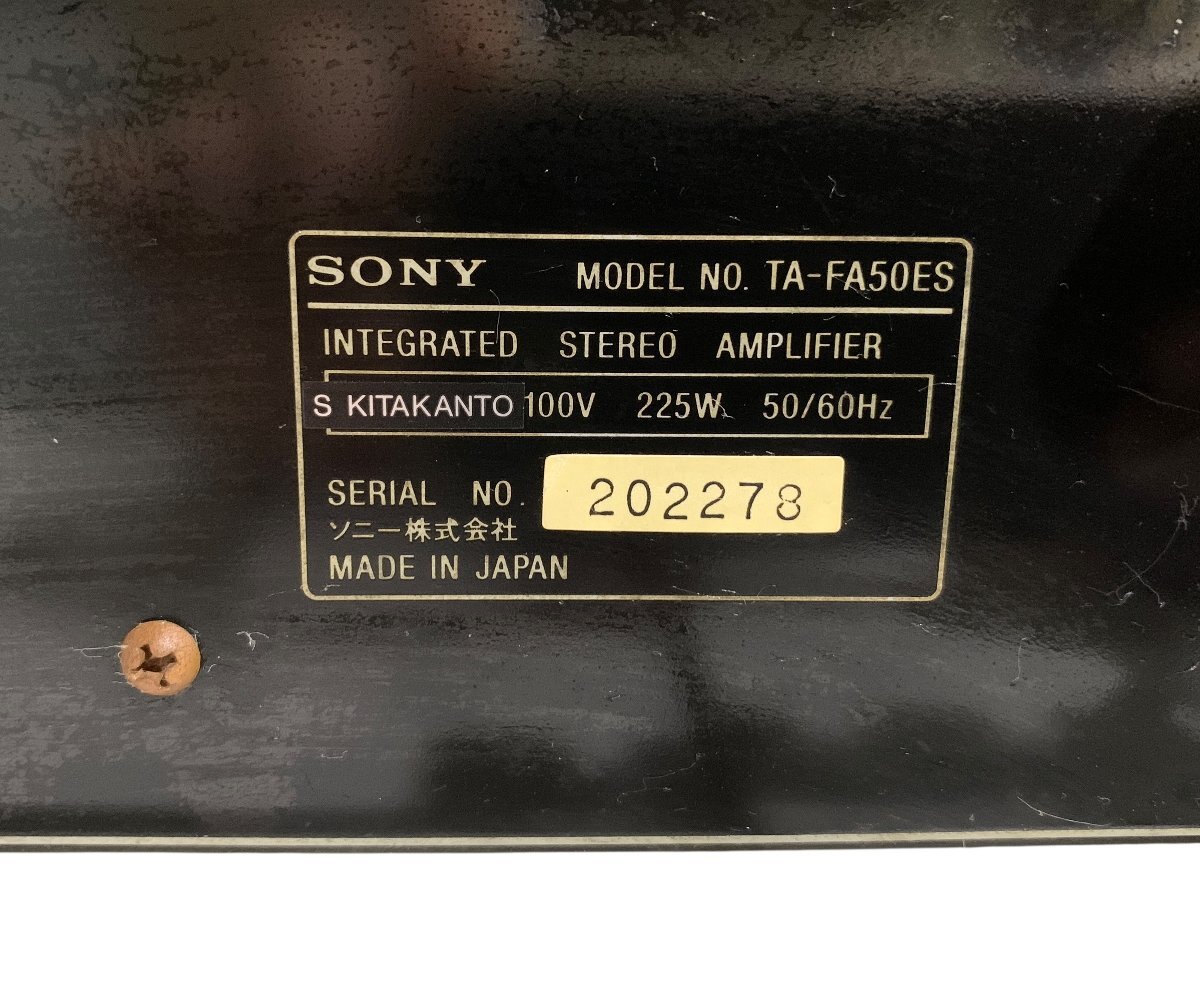 SONY MODEL NO. TA-FA50ES
INTEGRATED STEREO AMPLIFIER
S KITAKANTO 100V 225W 50/60Hz
SERIAL NO. 202278
ソニー株式会社
MADE IN JAPAN